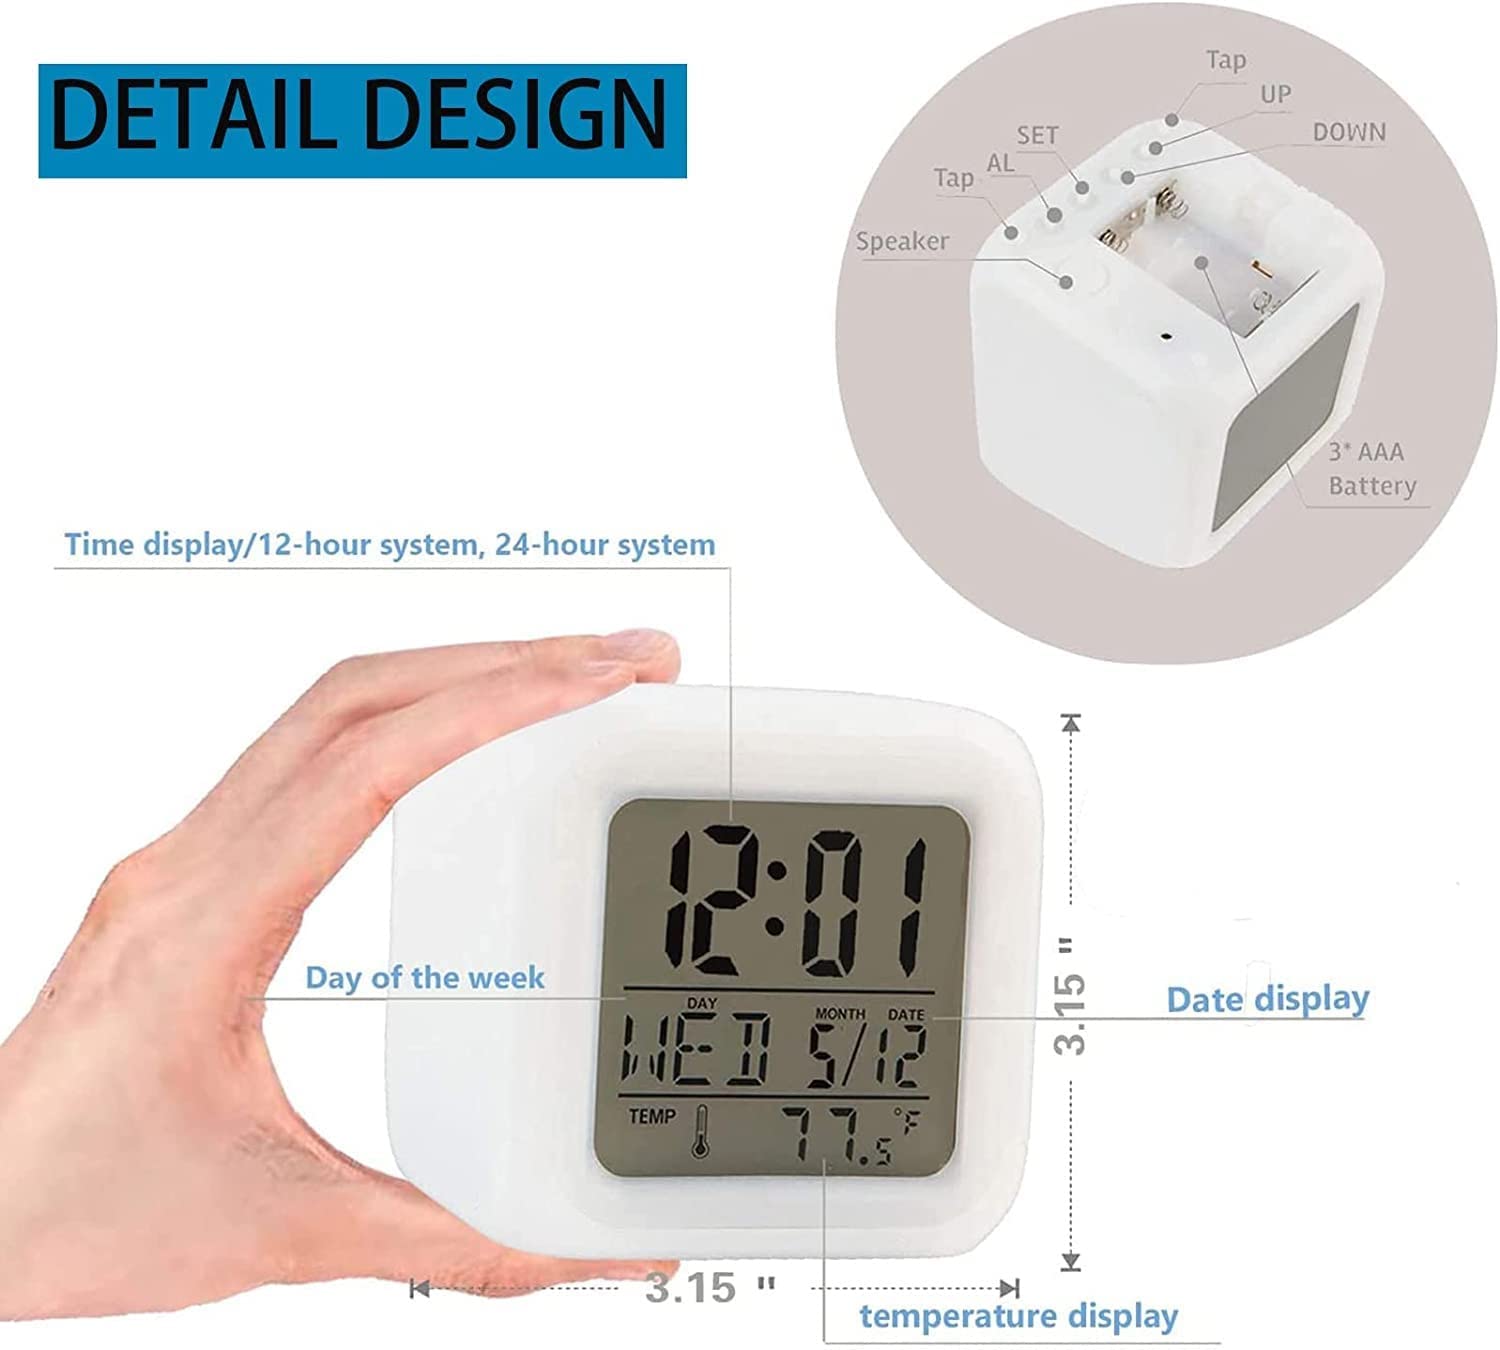 DETAIL DESIGN
Tap
UP
DOWN
SET
AL
Tap
Speaker
3* AAA
Battery
Time display/12-hour system, 24-hour system
12:01
Day of the week
DAY
MONTH DATE
WED 5/12
Date display
TEMP 77.5 °F
3.15 "
3.15 "
temperature display